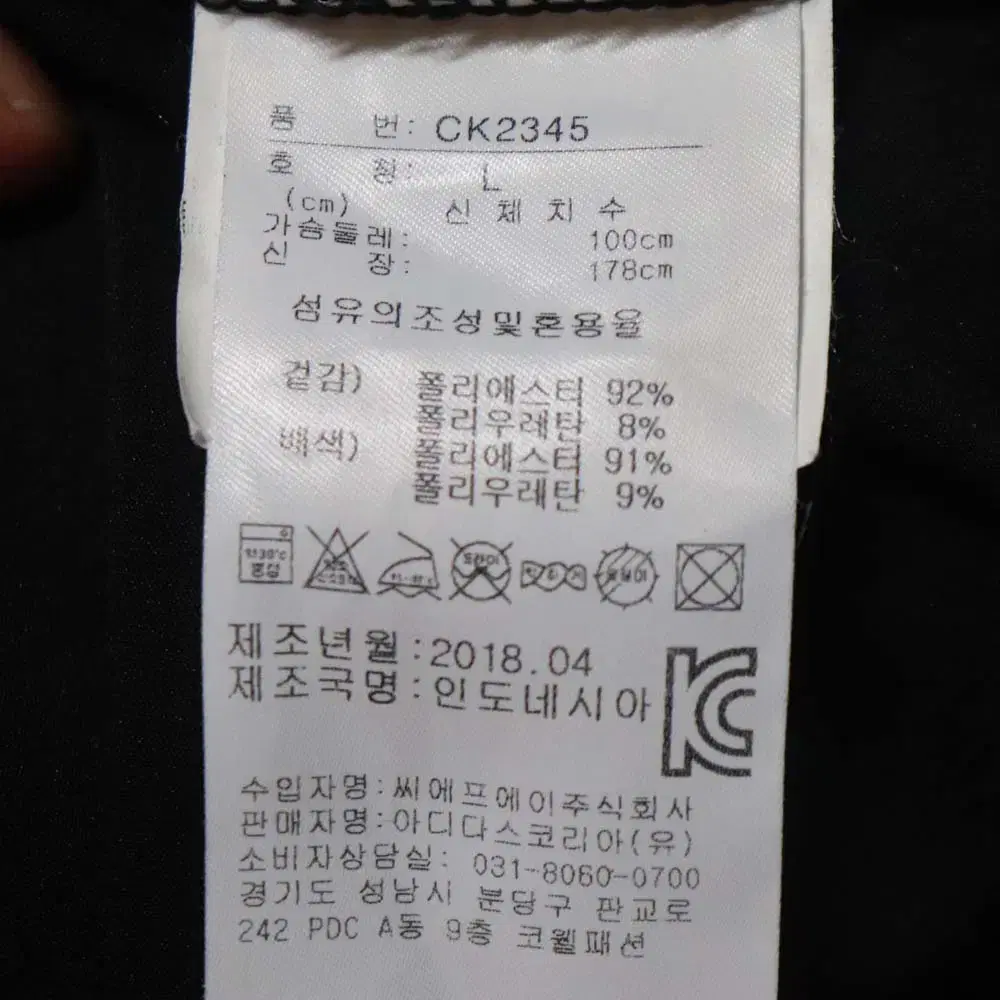 품 번: CK2345
호 칭: L
(cm) 신 체 치 수
가슴둘레: 100cm
신 장: 178cm
섬유의조성및혼용율
겉감) 폴리에스터 92%
폴리우레탄 8%
배색) 폴리에스터 91%
폴리우레탄 9%
중성 드라이
제조년월:2018.04
제조국명:인도네시아
수입자명:씨에프에이주식회사
판매자명:아디다스코리아(유)
소비자상담실: 031-8060-0700
경기도 성남시 분당구 판교로
242 PDC A동 9층 코웰패션